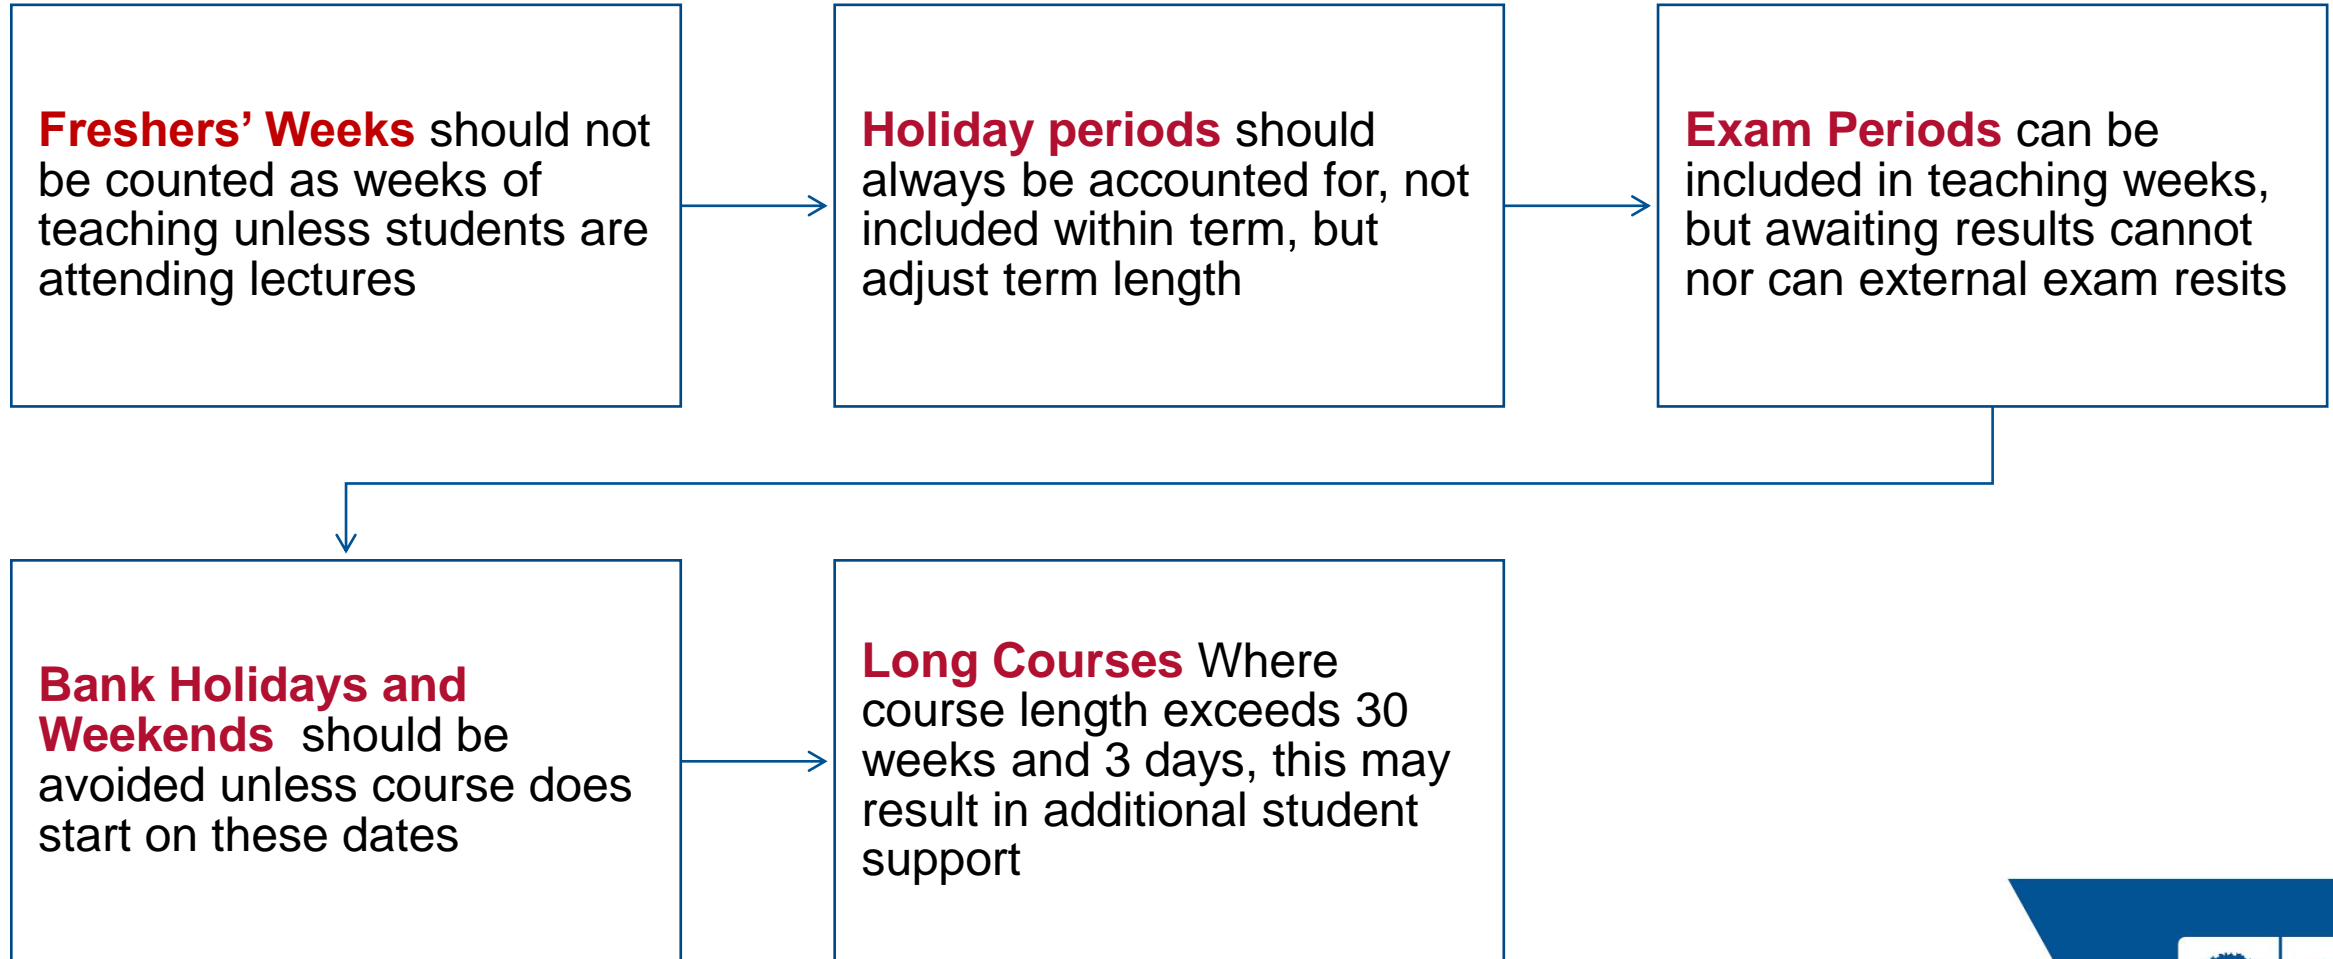 Freshers’ Weeks should not
be counted as weeks of
teaching unless students are
attending lectures
Holiday periods should
always be accounted for, not
included within term, but
adjust term length
Exam Periods can be
included in teaching weeks,
but awaiting results cannot
nor can external exam resits
Bank Holidays and
Weekends  should be
avoided unless course does
start on these dates
Long Courses Where
course length exceeds 30
weeks and 3 days, this may
result in additional student
support